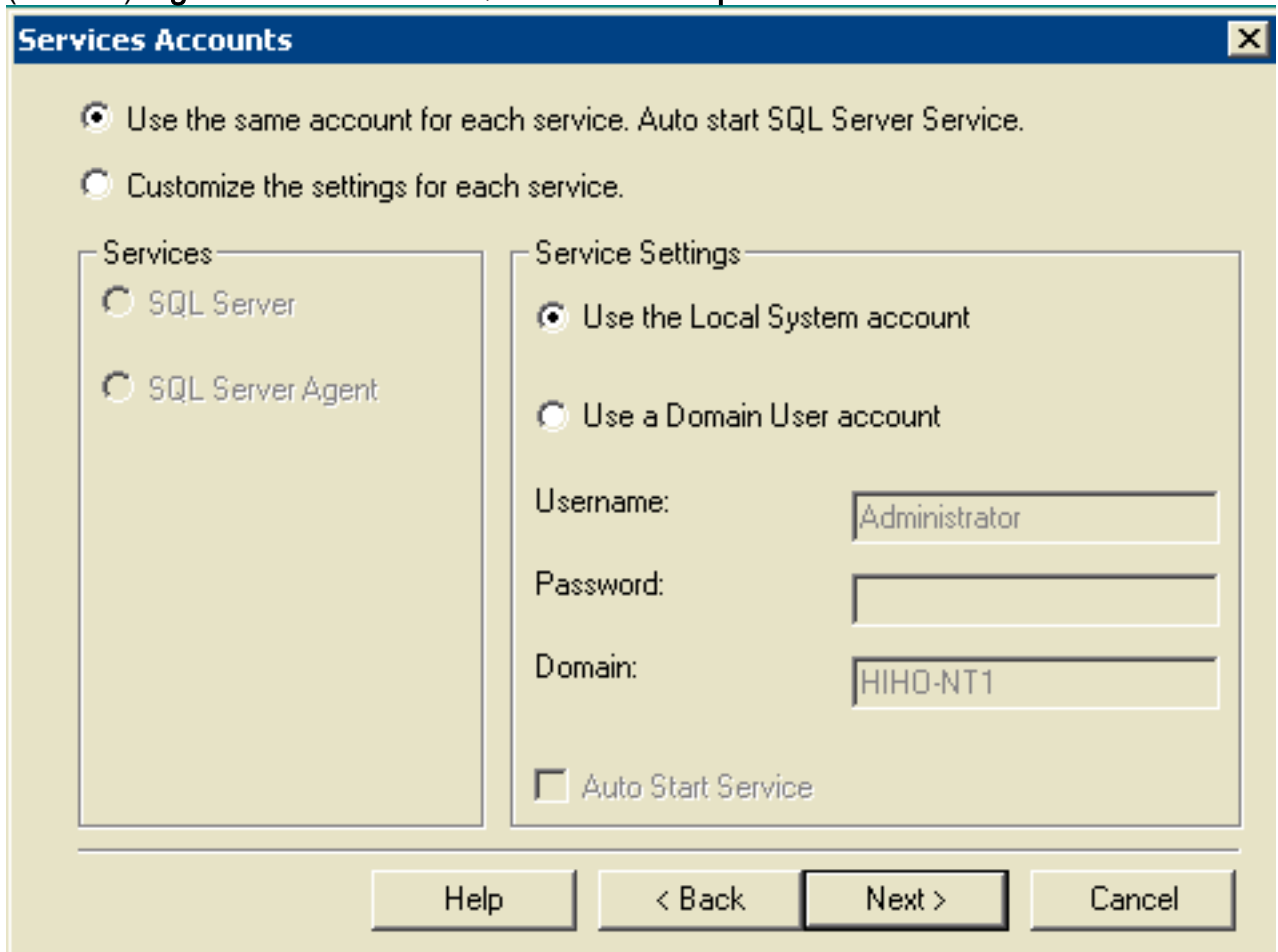 Services Accounts
Use the same account for each service. Auto start SQL Server Service.
Customize the settings for each service.
Services
SQL Server
SQL Server Agent
Service Settings
Use the Local System account
Use a Domain User account
Username:
Administrator
Password:
Domain:
HIHO-NT1
Auto Start Service
Help
< Back
Next >
Cancel